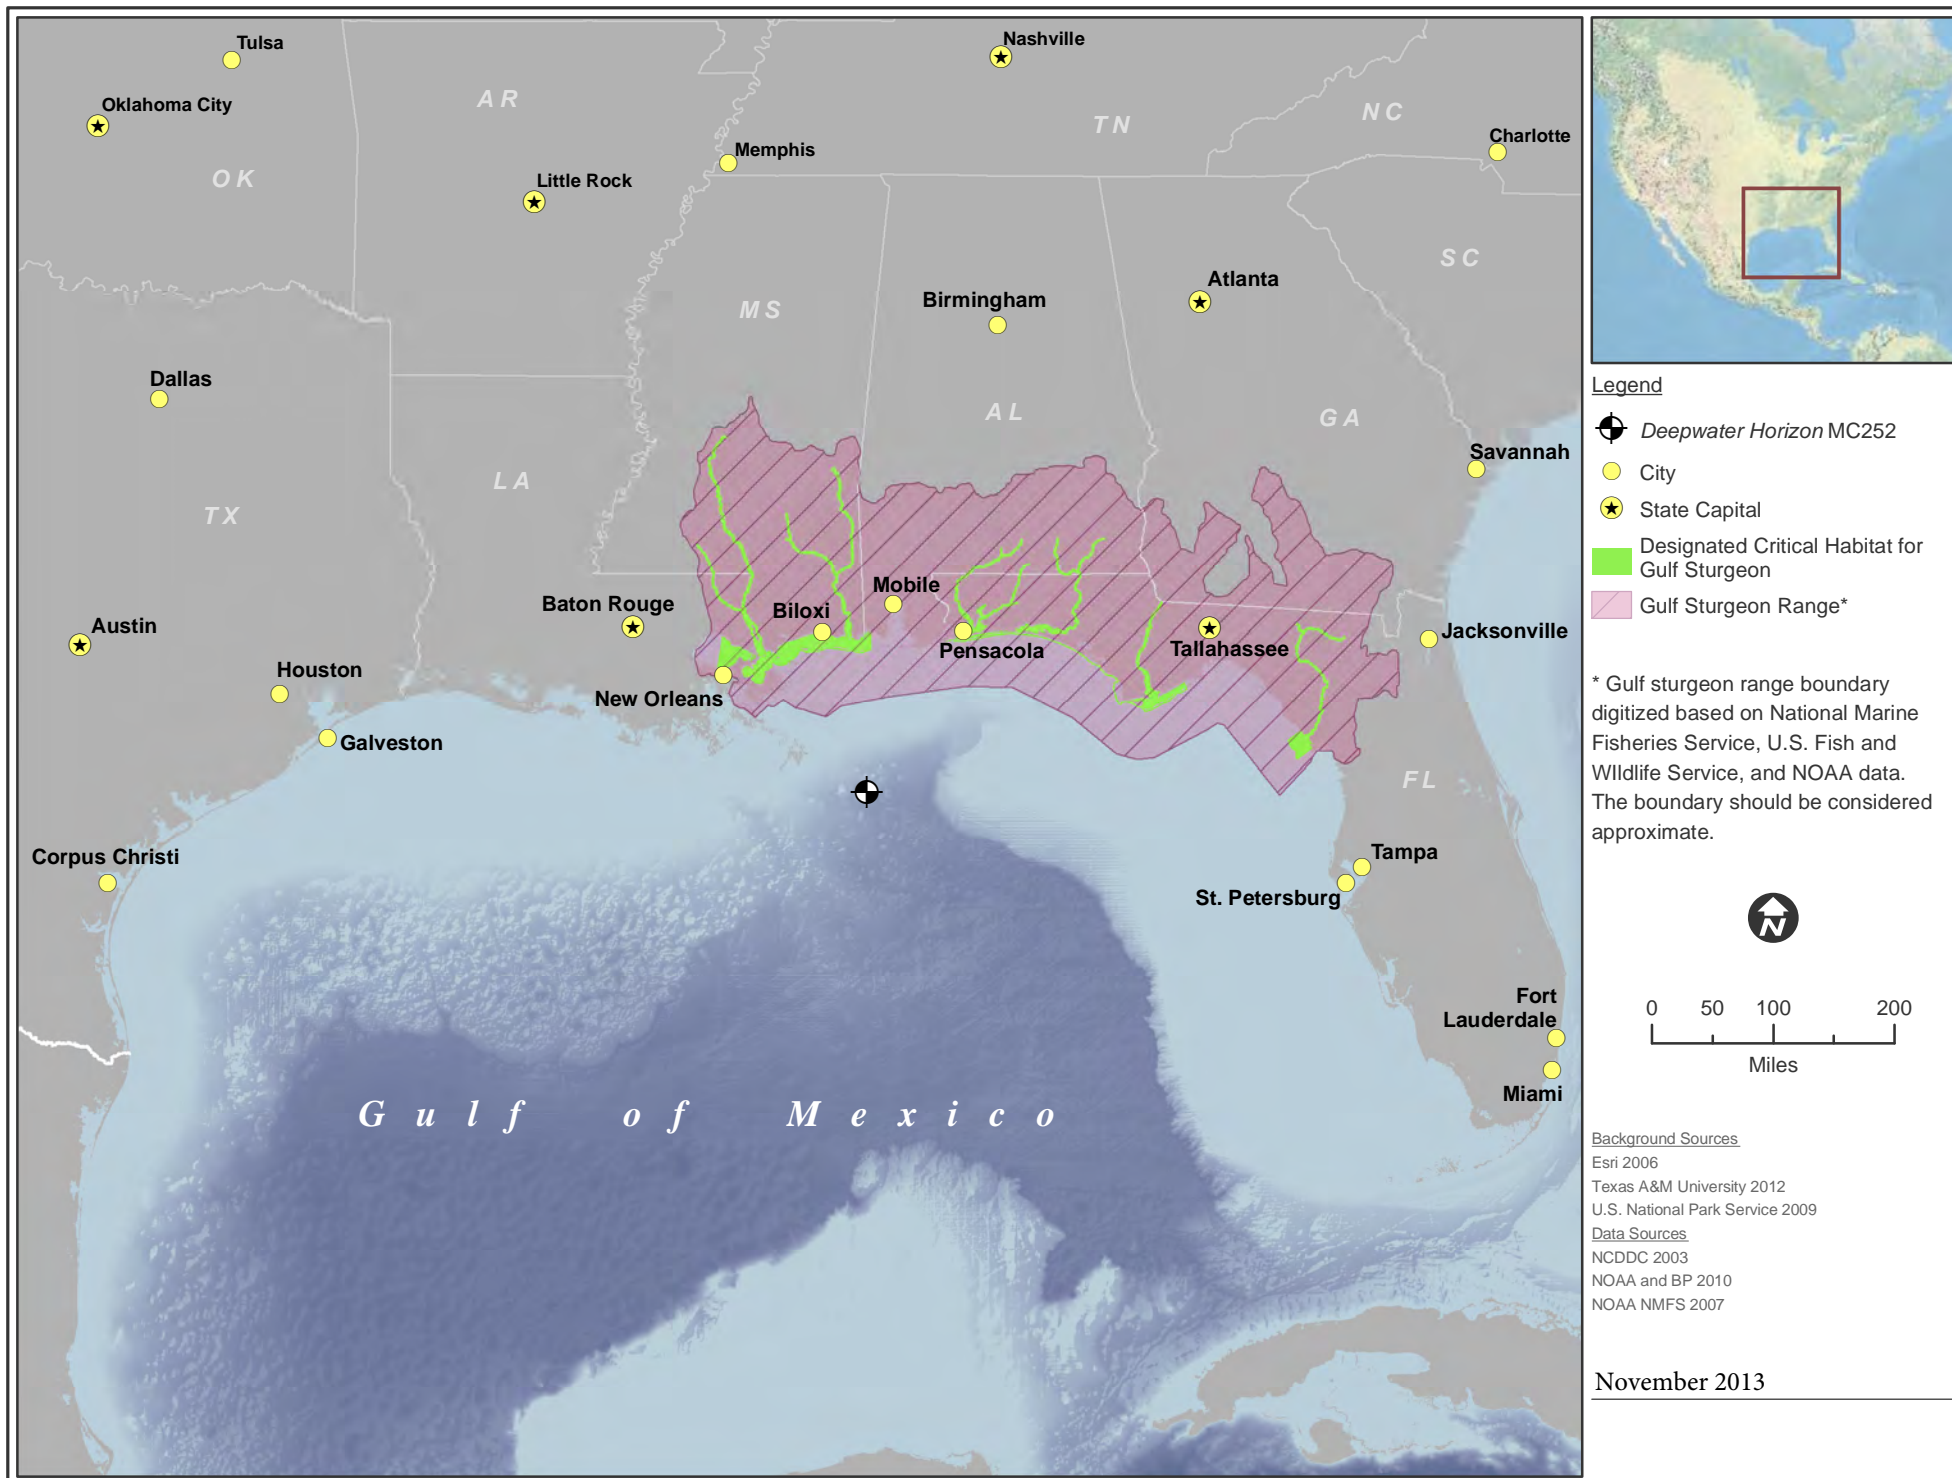 Tulsa
Nashville
Oklahoma City
AR
NC
TN
Charlotte
Memphis
OK
Little Rock
SC
Atlanta
MS
Birmingham
Dallas
AL
GA
Savannah
LA
TX
Mobile
Baton Rouge
Biloxi
Austin
Jacksonville
Pensacola
Tallahassee
Houston
New Orleans
Galveston
FL
Corpus Christi
Tampa
St. Petersburg
Fort
Lauderdale
Miami
Gulf of Mexico
Legend
Deepwater Horizon MC252
City
State Capital
Designated Critical Habitat for
Gulf Sturgeon
Gulf Sturgeon Range*
* Gulf sturgeon range boundary
digitized based on National Marine
Fisheries Service, U.S. Fish and
WIldlife Service, and NOAA data.
The boundary should be considered
approximate.
N
0 50 100 200
Miles
Background Sources
Esri 2006
Texas A&M University 2012
U.S. National Park Service 2009
Data Sources
NCDDC 2003
NOAA and BP 2010
NOAA NMFS 2007
November 2013